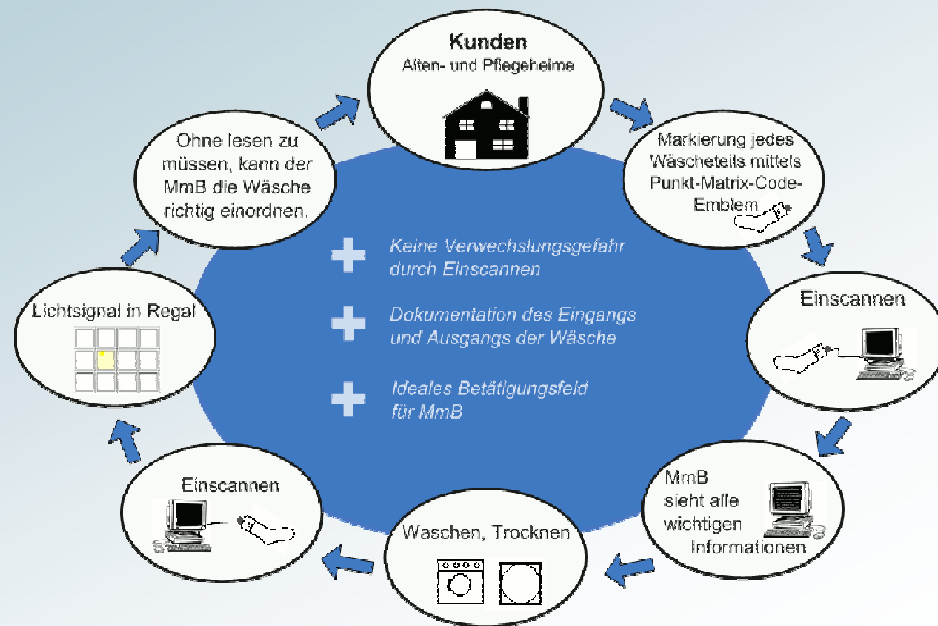 Kunden
Alten- und Pflegeheime
Markierung jedes
Wäscheteils mittels
Punkt-Matrix-Code-
Emblem
Einscannen
MmB
sieht alle
wichtigen
Informationen
Waschen, Trocknen
Einscannen
Lichtsignal in Regal
Ohne lesen zu
müssen, kann der
MmB die Wäsche
richtig einordnen.
Keine Verwechslungsgefahr
durch Einscannen
Dokumentation des Eingangs
und Ausgangs der Wäsche
Ideales Betätigungsfeld
für MmB